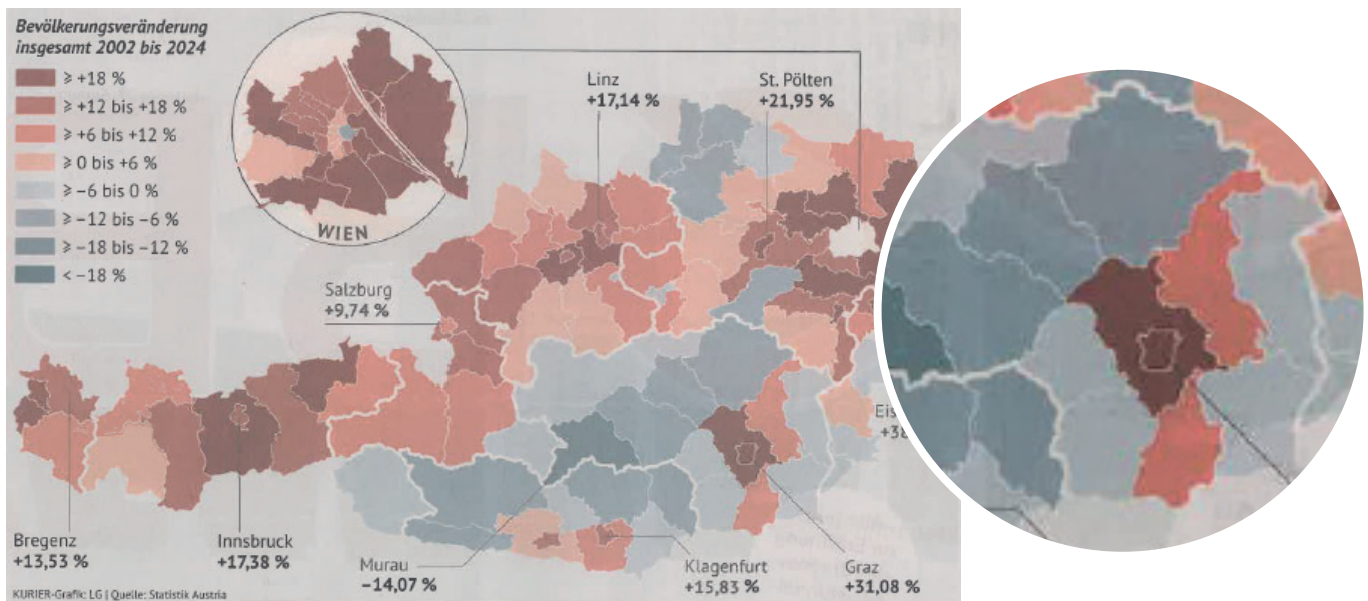 Bevölkerungsveränderung
insgesamt 2002 bis 2024
≥ +18 %
≥ +12 bis +18 %
≥ +6 bis +12 %
≥ 0 bis +6 %
≥ −6 bis 0 %
≥ −12 bis −6 %
≥ −18 bis −12 %
< −18 %
WIEN
Linz
+17,14 %
St. Pölten
+21,95 %
Salzburg
+9,74 %
Eis
+38
Bregenz
+13,53 %
Innsbruck
+17,38 %
Murau
−14,07 %
Klagenfurt
+15,83 %
Graz
+31,08 %
KURIER-Grafik: LG | Quelle: Statistik Austria